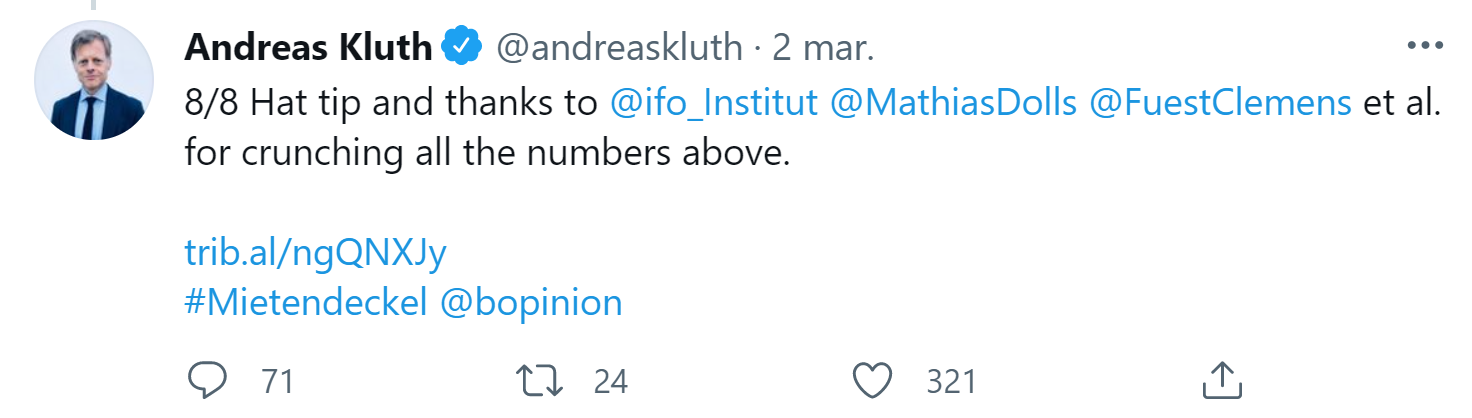 Andreas Kluth @andreaskluth · 2 mar.
8/8 Hat tip and thanks to @ifo_Institut @MathiasDolls @FuestClemens et al.
for crunching all the numbers above.
trib.al/ngQNXJy
#Mietendeckel @bopinion
71 24 321